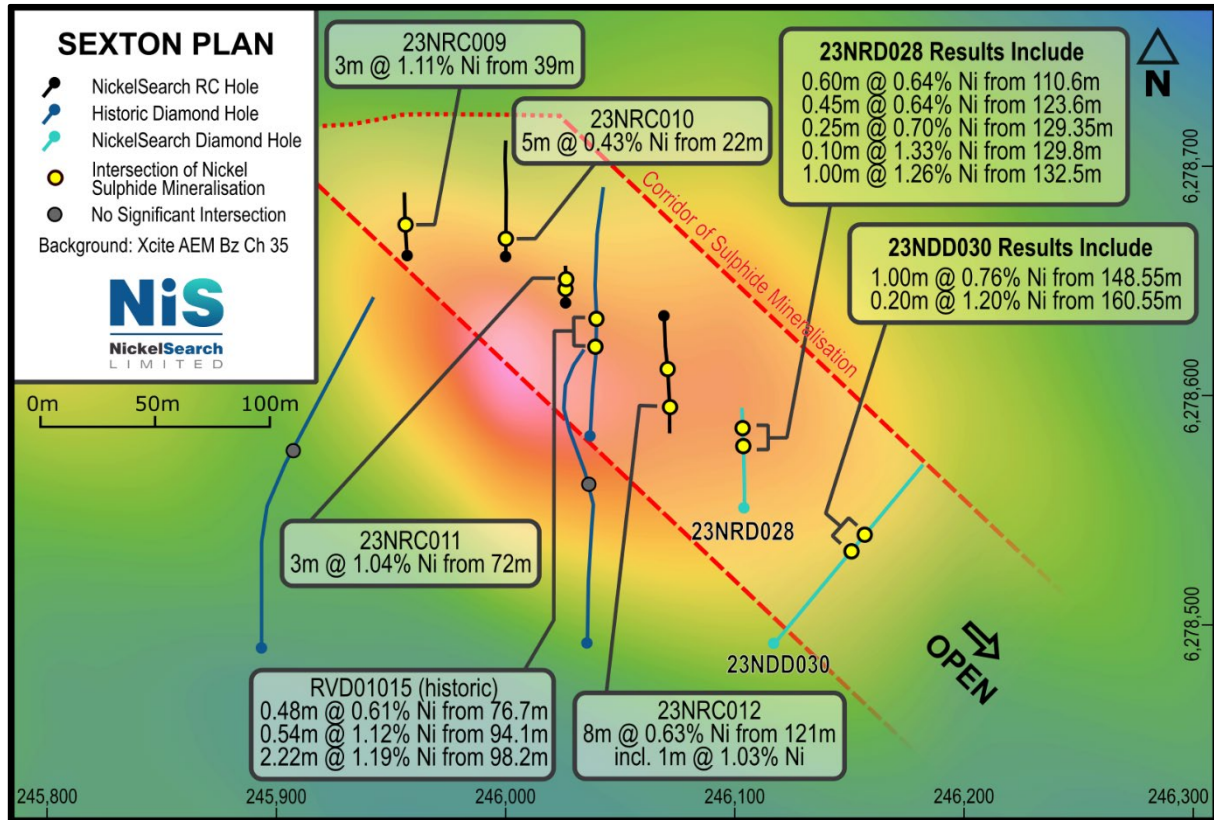 SEXTON PLAN
NickelSearch RC Hole
Historic Diamond Hole
NickelSearch Diamond Hole
Intersection of Nickel
Sulphide Mineralisation
No Significant Intersection
Background: Xcite AEM Bz Ch 35
NiS
NickelSearch
LIMITED
0m 50m 100m
23NRC009
3m @ 1.11% Ni from 39m
23NRC010
5m @ 0.43% Ni from 22m
23NRD028 Results Include
0.60m @ 0.64% Ni from 110.6m
0.45m @ 0.64% Ni from 123.6m
0.25m @ 0.70% Ni from 129.35m
0.10m @ 1.33% Ni from 129.8m
1.00m @ 1.26% Ni from 132.5m
N
23NDD030 Results Include
1.00m @ 0.76% Ni from 148.55m
0.20m @ 1.20% Ni from 160.55m
Corridor of Sulphide Mineralisation
6,278,700
6,278,600
6,278,500
23NRC011
3m @ 1.04% Ni from 72m
23NRD028
23NDD030
OPEN
RVD01015 (historic)
0.48m @ 0.61% Ni from 76.7m
0.54m @ 1.12% Ni from 94.1m
2.22m @ 1.19% Ni from 98.2m
23NRC012
8m @ 0.63% Ni from 121m
incl. 1m @ 1.03% Ni
245,800 245,900 246,000 246,100 246,200 246,300